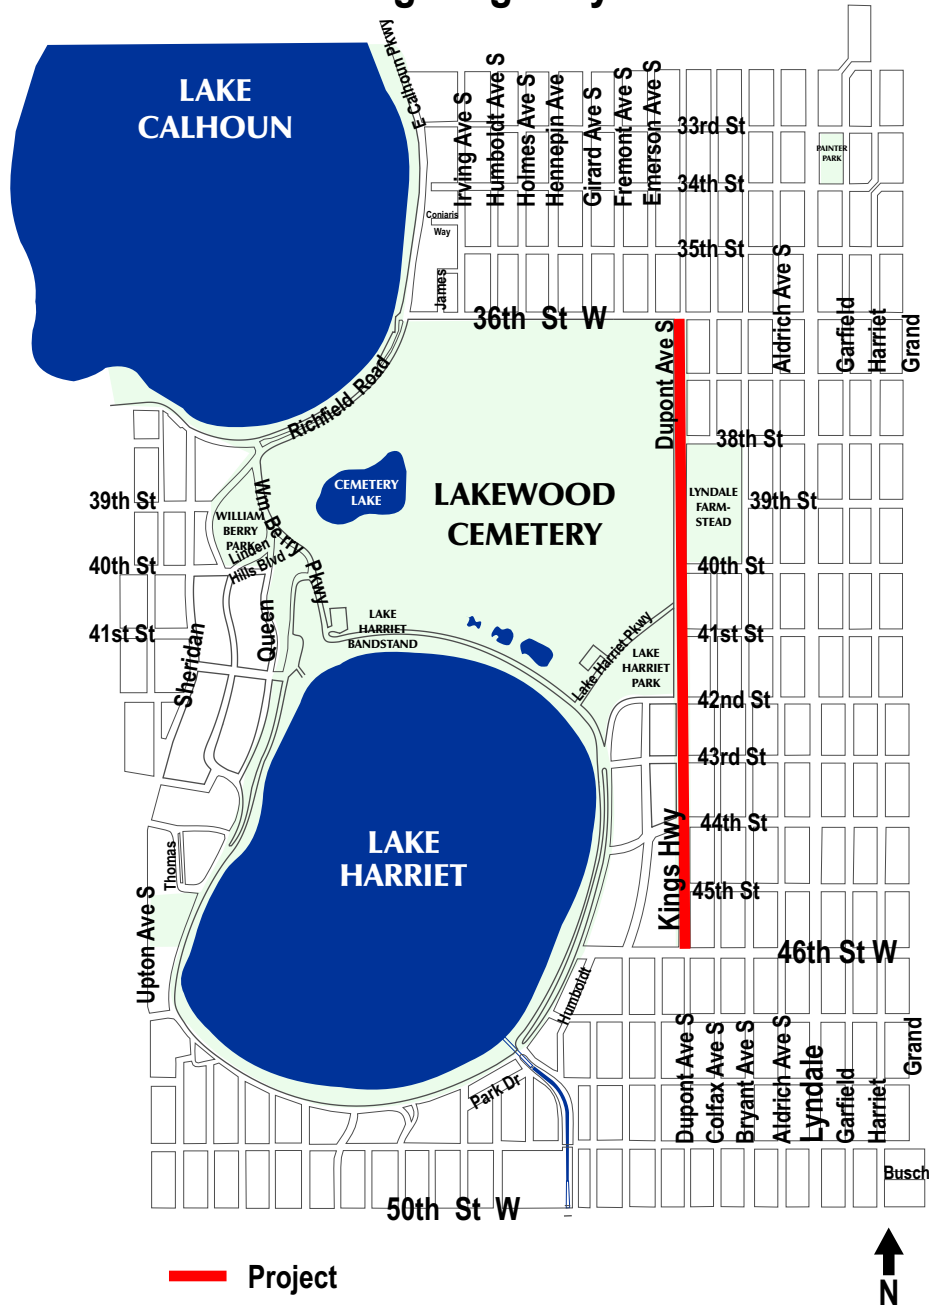 LAKE
CALHOUN
E Calhoun Pkwy
Irving Ave S
Humboldt Ave S
Holmes Ave S
Hennepin Ave
Girard Ave S
Fremont Ave S
Emerson Ave S
33rd St
PAINTER
PARK
34th St
Coniaris
Way
35th St
James
36th St W
Aldrich Ave S
Garfield
Harriet
Grand
Dupont Ave S
Richfield Road
38th St
39th St
CEMETERY
LAKE
LAKEWOOD
CEMETERY
LYNDALE
FARM-
STEAD
39th St
Wm Berry Pkwy
WILLIAM
BERRY
PARK
Linden
Hills Blvd
40th St
40th St
41st St
Sheridan
Queen
LAKE
HARRIET
BANDSTAND
Lake Harriet Pkwy
LAKE
HARRIET
PARK
41st St
42nd St
43rd St
44th St
Kings Hwy
45th St
LAKE
HARRIET
Thomas
Upton Ave S
46th St W
Humboldt
Dupont Ave S
Colfax Ave S
Bryant Ave S
Aldrich Ave S
Lyndale
Garfield
Harriet
Grand
Park Dr
Busch
50th St W
Project
N